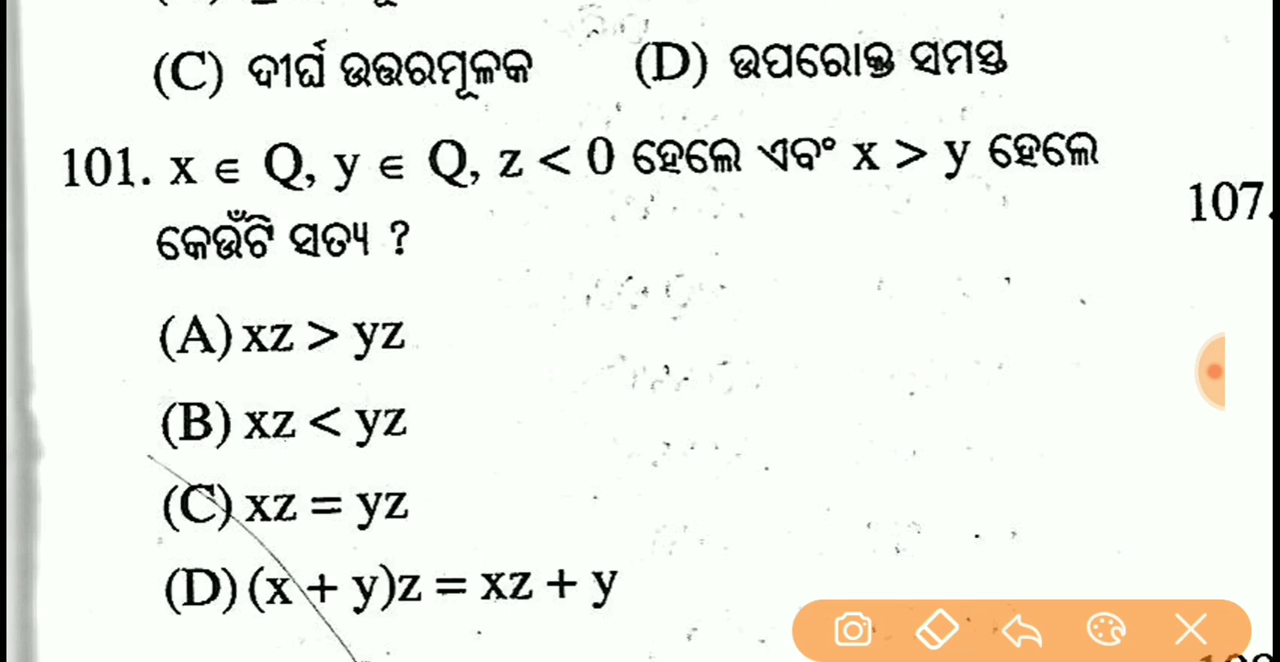 (C) ଦୀର୍ଘ ଉତ୍ତରମୂଳକ (D) ଉପରୋକ୍ତ ସମସ୍ତ
101. x ∈ Q, y ∈ Q, z < 0 ହେଲେ ଏବଂ x > y ହେଲେ
କେଉଁଟି ସତ୍ୟ ?
107.
(A) xz > yz
(B) xz < yz
(C) xz = yz
(D) (x + y)z = xz + y